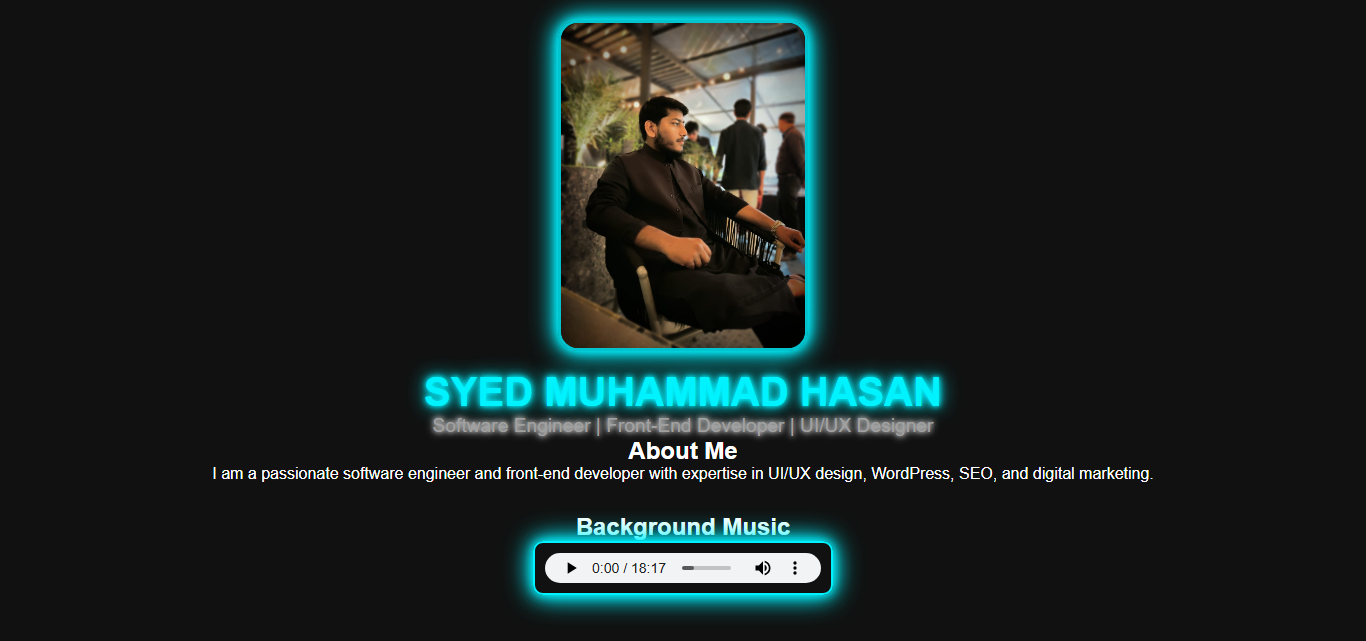 SYED MUHAMMAD HASAN
Software Engineer | Front-End Developer | UI/UX Designer
About Me
I am a passionate software engineer and front-end developer with expertise in UI/UX design, WordPress, SEO, and digital marketing.
Background Music
0:00 / 18:17